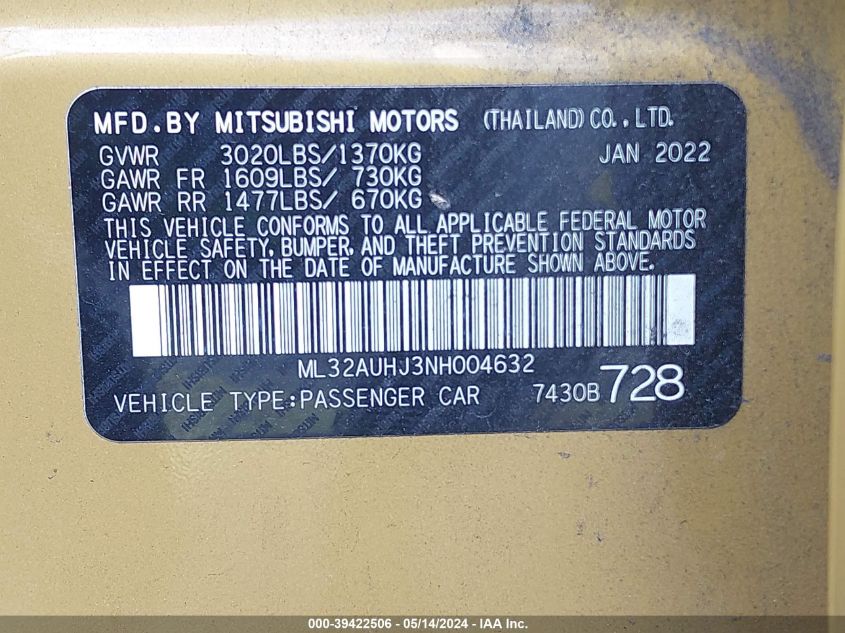 MFD.BY MITSUBISHI MOTORS (THAILAND) CO.,LTD.
GVWR 3020LBS/1370KG JAN 2022
GAWR FR 1609LBS/ 730KG
GAWR RR 1477LBS/ 670KG
THIS VEHICLE CONFORMS TO ALL APPLICABLE FEDERAL MOTOR
VEHICLE SAFETY, BUMPER, AND THEFT PREVENTION STANDARDS
IN EFFECT ON THE DATE OF MANUFACTURE SHOWN ABOVE.
ML32AUHJ3NH004632
VEHICLE TYPE:PASSENGER CAR 7430B 728
000-39422506 - 05/14/2024 - IAA Inc.